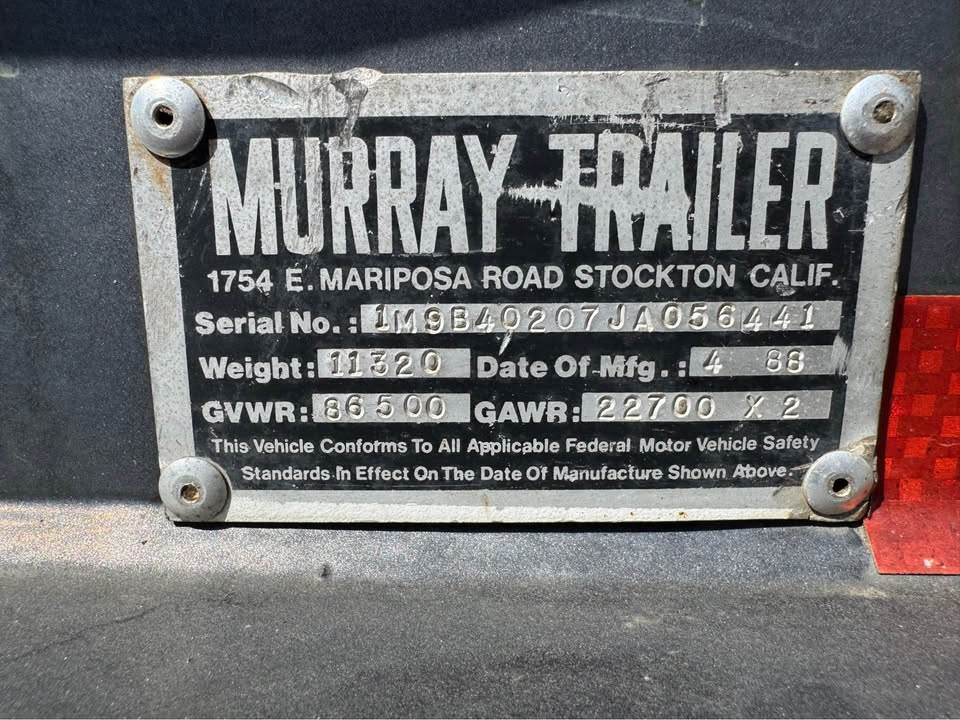 MURRAY TRAILER
1754 E. MARIPOSA ROAD STOCKTON CALIF.
Serial No.: 1M9B40207JA056441
Weight: 11320 Date Of Mfg.: 4 88
GVWR: 86500 GAWR: 22700 X 2
This Vehicle Conforms To All Applicable Federal Motor Vehicle Safety
Standards In Effect On The Date Of Manufacture Shown Above.